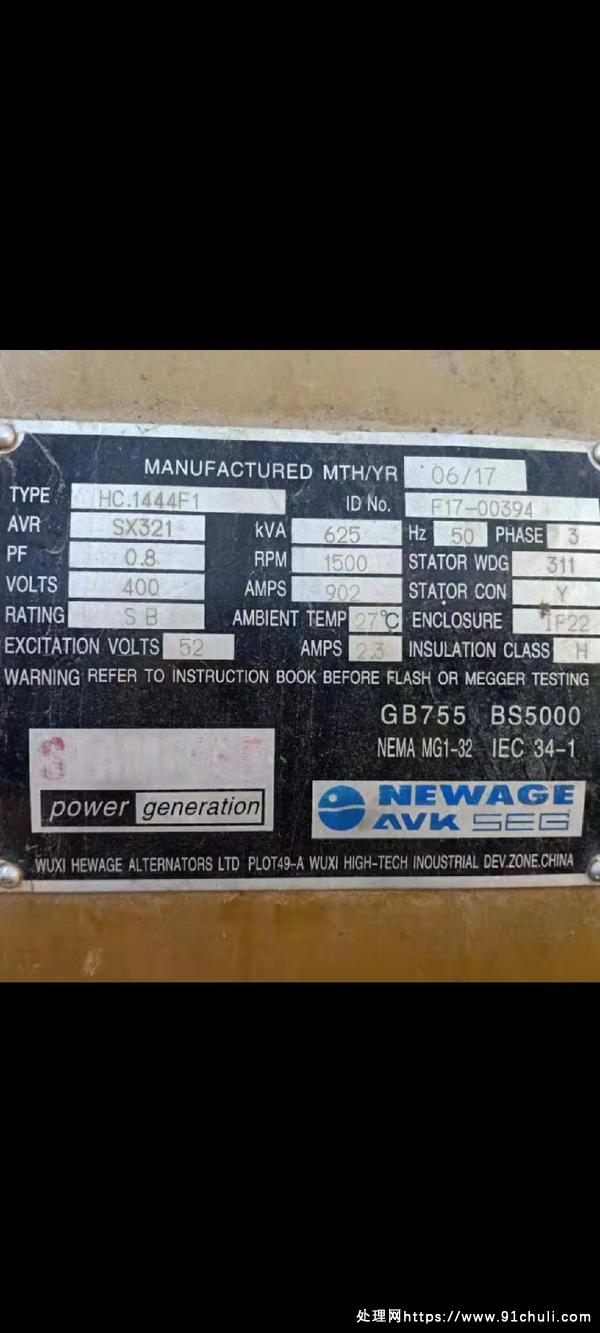 MANUFACTURED MTH/YR 06/17
TYPE HC.1444F1 ID No. F17-00394
AVR SX321 kVA 625 Hz 50 PHASE 3
PF 0.8 RPM 1500 STATOR WDG 311
VOLTS 400 AMPS 902 STATOR CON Y
RATING S B AMBIENT TEMP 27℃ ENCLOSURE IF22
EXCITATION VOLTS 52 AMPS 2.3 INSULATION CLASS H
WARNING REFER TO INSTRUCTION BOOK BEFORE FLASH OR MEGGER TESTING
GB755 BS5000
NEMA MG1-32 IEC 34-1
power generation
NEWAGE
AVK SEG
WUXI HEWAGE ALTERNATORS LTD PLOT49-A WUXI HIGH-TECH INOUSTRIAL DEV.ZONE.CHINA
处理网https://www.91chuli.com